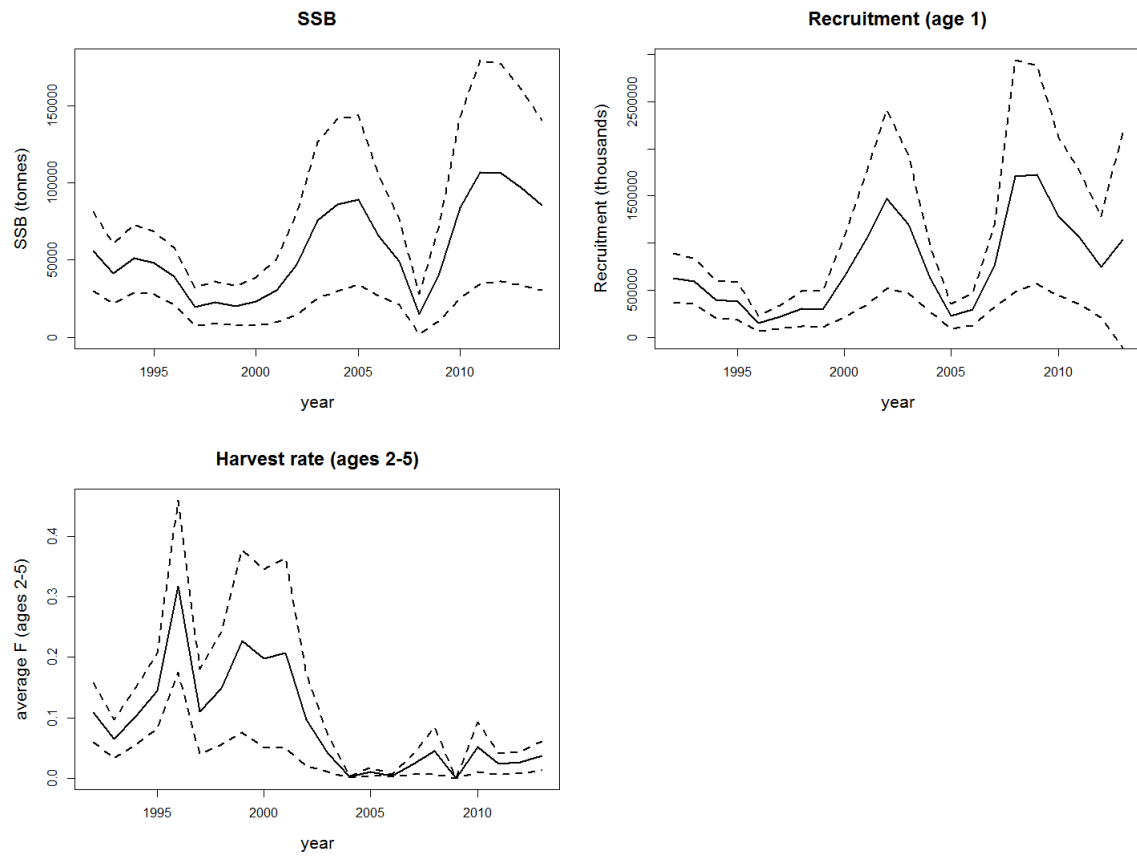 SSB
SSB (tonnes)
150000
100000
50000
0
1995
2000
2005
2010
year
Recruitment (age 1)
Recruitment (thousands)
2500000
1500000
500000
0
1995
2000
2005
2010
year
Harvest rate (ages 2-5)
average F (ages 2-5)
0.4
0.3
0.2
0.1
0.0
1995
2000
2005
2010
year